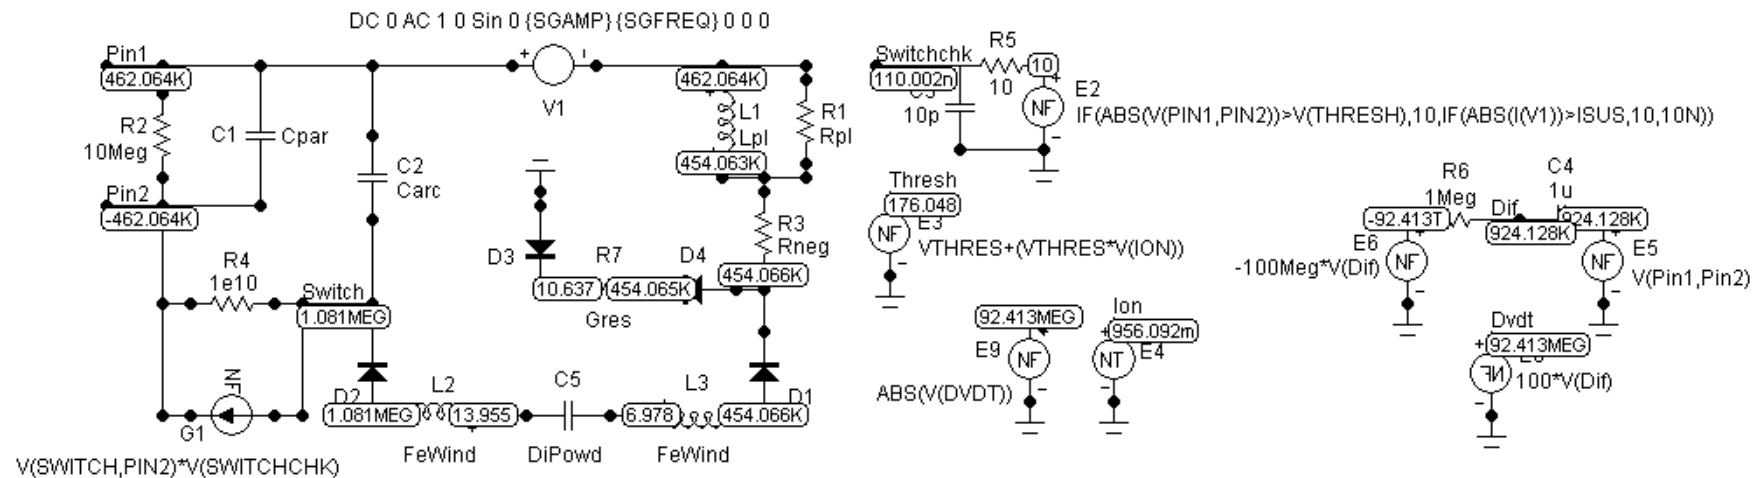 DC 0 AC 1 0 Sin 0 {SGAMP} {SGFREQ} 0 0 0
Pin1
462.064K
V1
462.064K
R2
10Meg
C1
Cpar
C2
Carc
L1
Lpl
R1
Rpl
454.063K
Pin2
-462.064K
R3
Rneg
454.066K
D3
R7
D4
10.637
454.065K
Gres
R4
1e10
Switch
1.081MEG
NF
G1
V(SWITCH,PIN2)*V(SWITCHCHK)
D2
1.081MEG
L2
13.955
FeWind
C5
DiPowd
6.978
L3
FeWind
454.066K
D1
Switchchk
110.002n
10p
R5
10
10
NF
E2
IF(ABS(V(PIN1,PIN2))>V(THRESH),10,IF(ABS(I(V1))>ISUS,10,10N))
Thresh
176.048
NF
E3
VTHRES+(VTHRES*V(ION))
92.413MEG
E9
NF
ABS(V(DVDT))
Ion
956.092m
NT
E4
R6
1Meg
C4
1u
-92.413T
Dif
924.128K
924.128K
E6
NF
-100Meg*V(Dif)
NF
E5
V(Pin1,Pin2)
Dvdt
92.413MEG
NF
100*V(Dif)